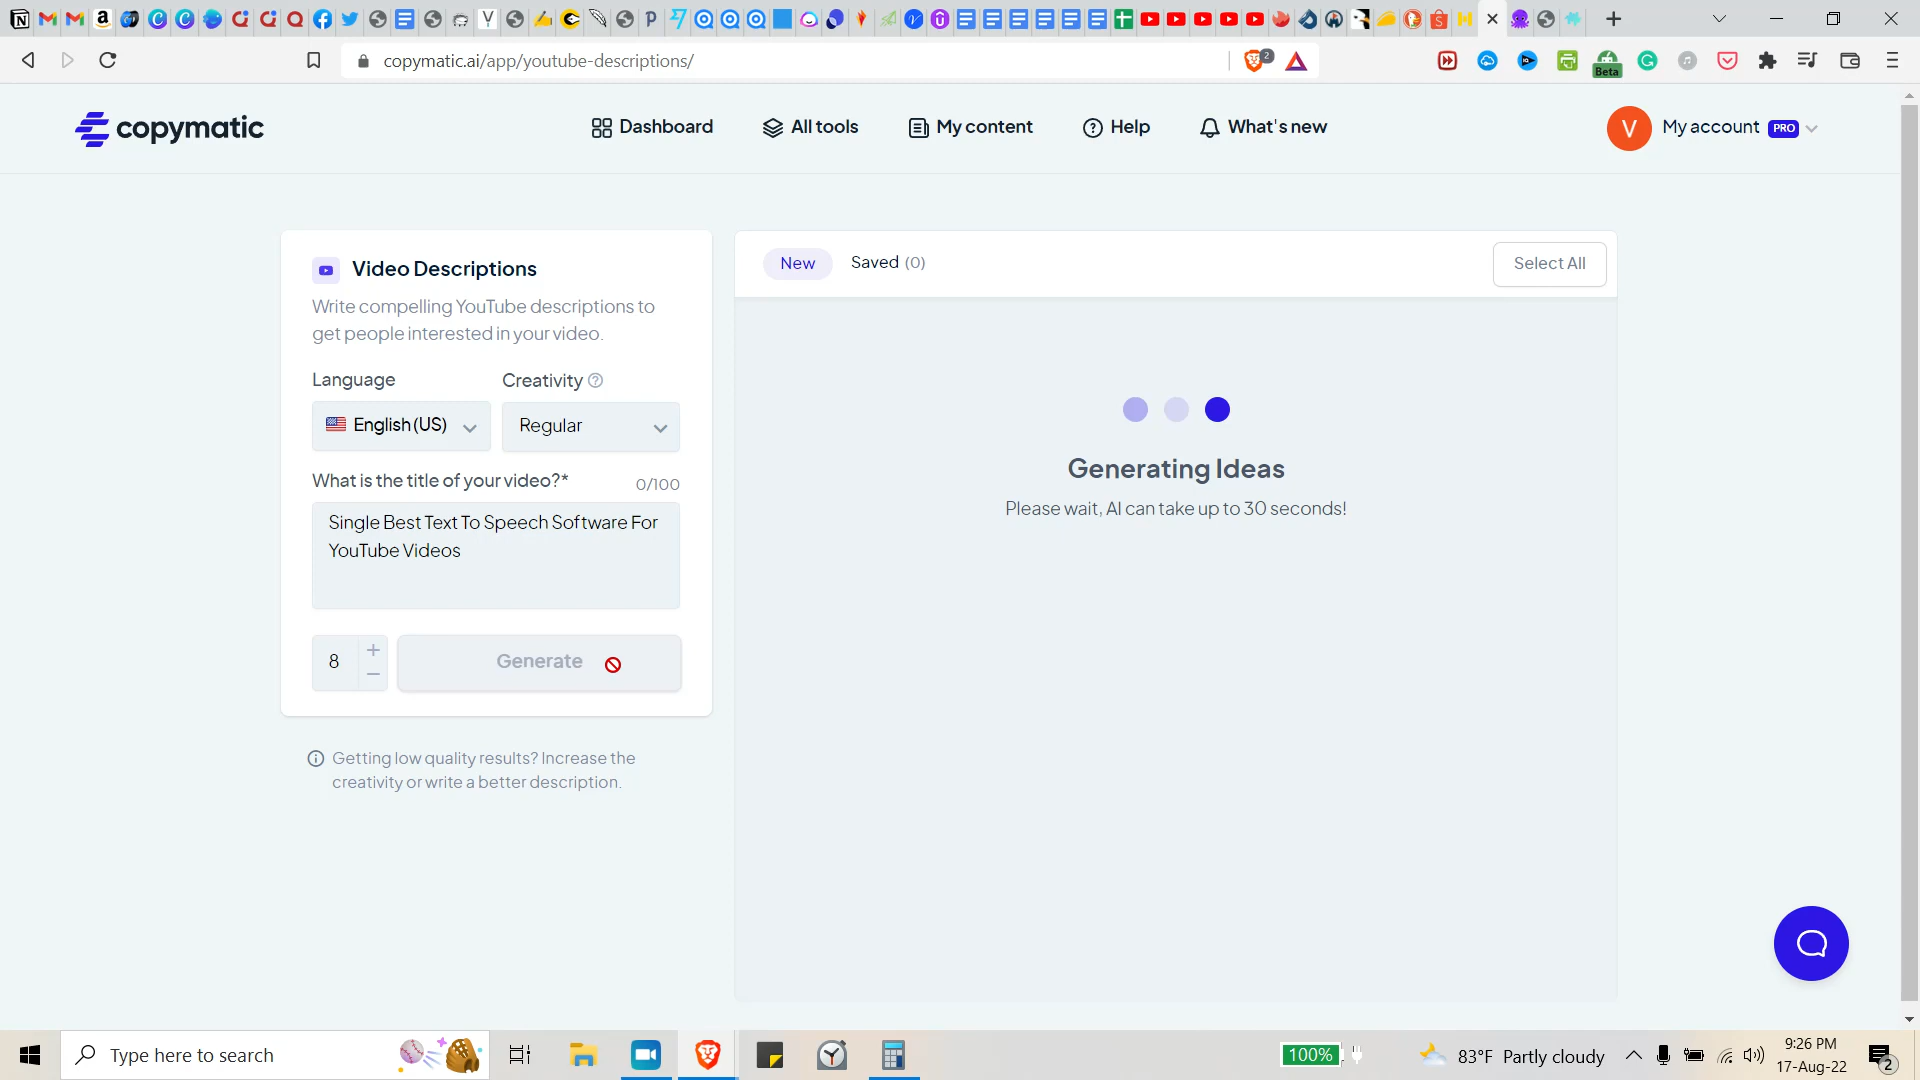 copymatic.ai/app/youtube-descriptions/
2
Beta
copymatic
Dashboard
All tools
My content
Help
What's new
V
My account PRO
Video Descriptions
Write compelling YouTube descriptions to
get people interested in your video.
Language
Creativity
English (US)
Regular
What is the title of your video?*
0/100
Single Best Text To Speech Software For
YouTube Videos
8
Generate
Getting low quality results? Increase the
creativity or write a better description.
New
Saved (0)
Select All
Generating Ideas
Please wait, AI can take up to 30 seconds!
Type here to search
100%
83°F Partly cloudy
9:26 PM
17-Aug-22
2